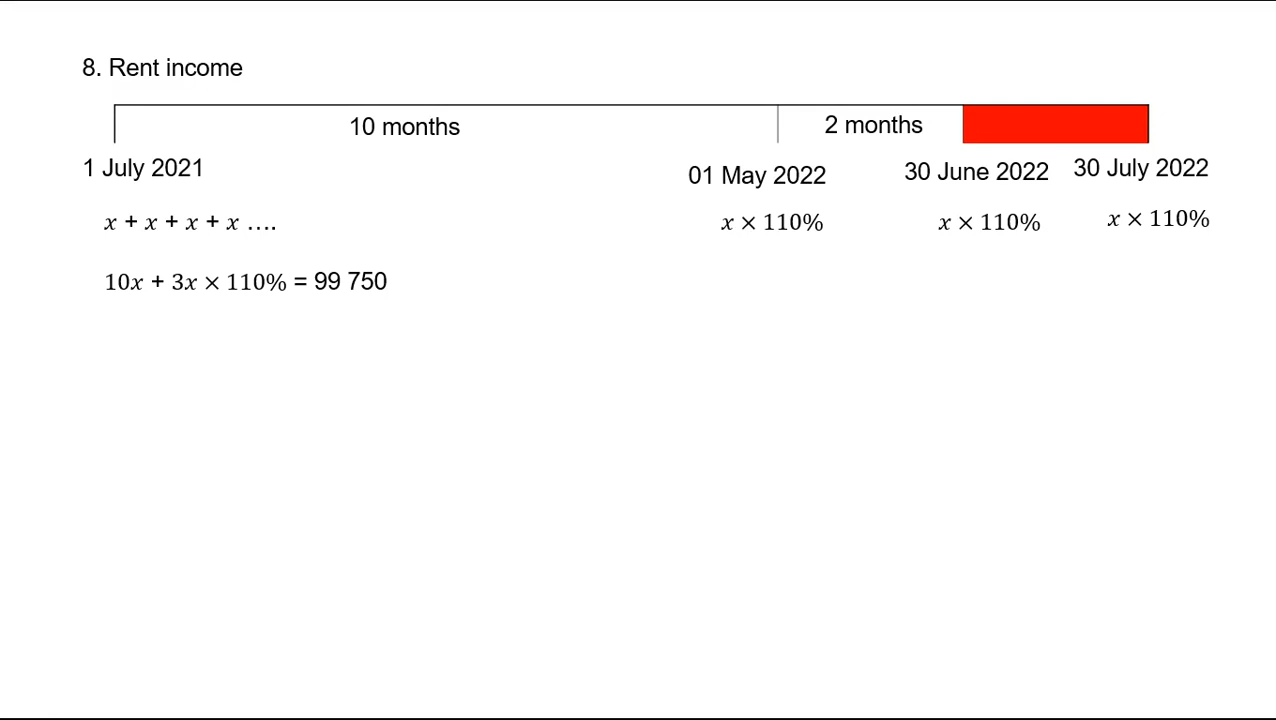 8. Rent income
10 months
2 months
1 July 2021
01 May 2022
30 June 2022
30 July 2022
𝑥 + 𝑥 + 𝑥 + 𝑥 ….
𝑥 × 110%
𝑥 × 110%
𝑥 × 110%
10𝑥 + 3𝑥 × 110% = 99 750